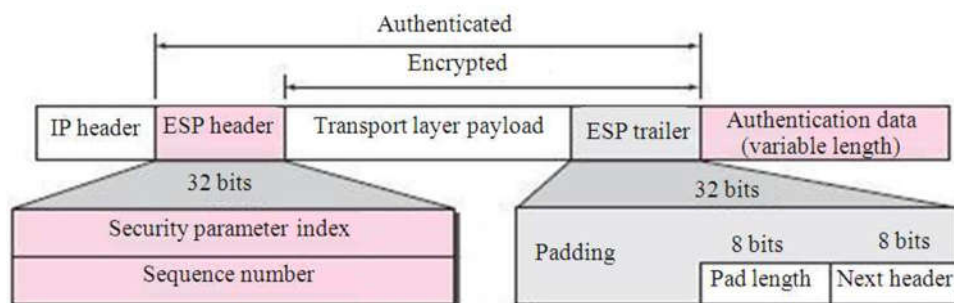 Authenticated
Encrypted
IP header ESP header Transport layer payload ESP trailer Authentication data
(variable length)
32 bits 32 bits
Security parameter index
Sequence number
Padding 8 bits 8 bits
Pad length Next header